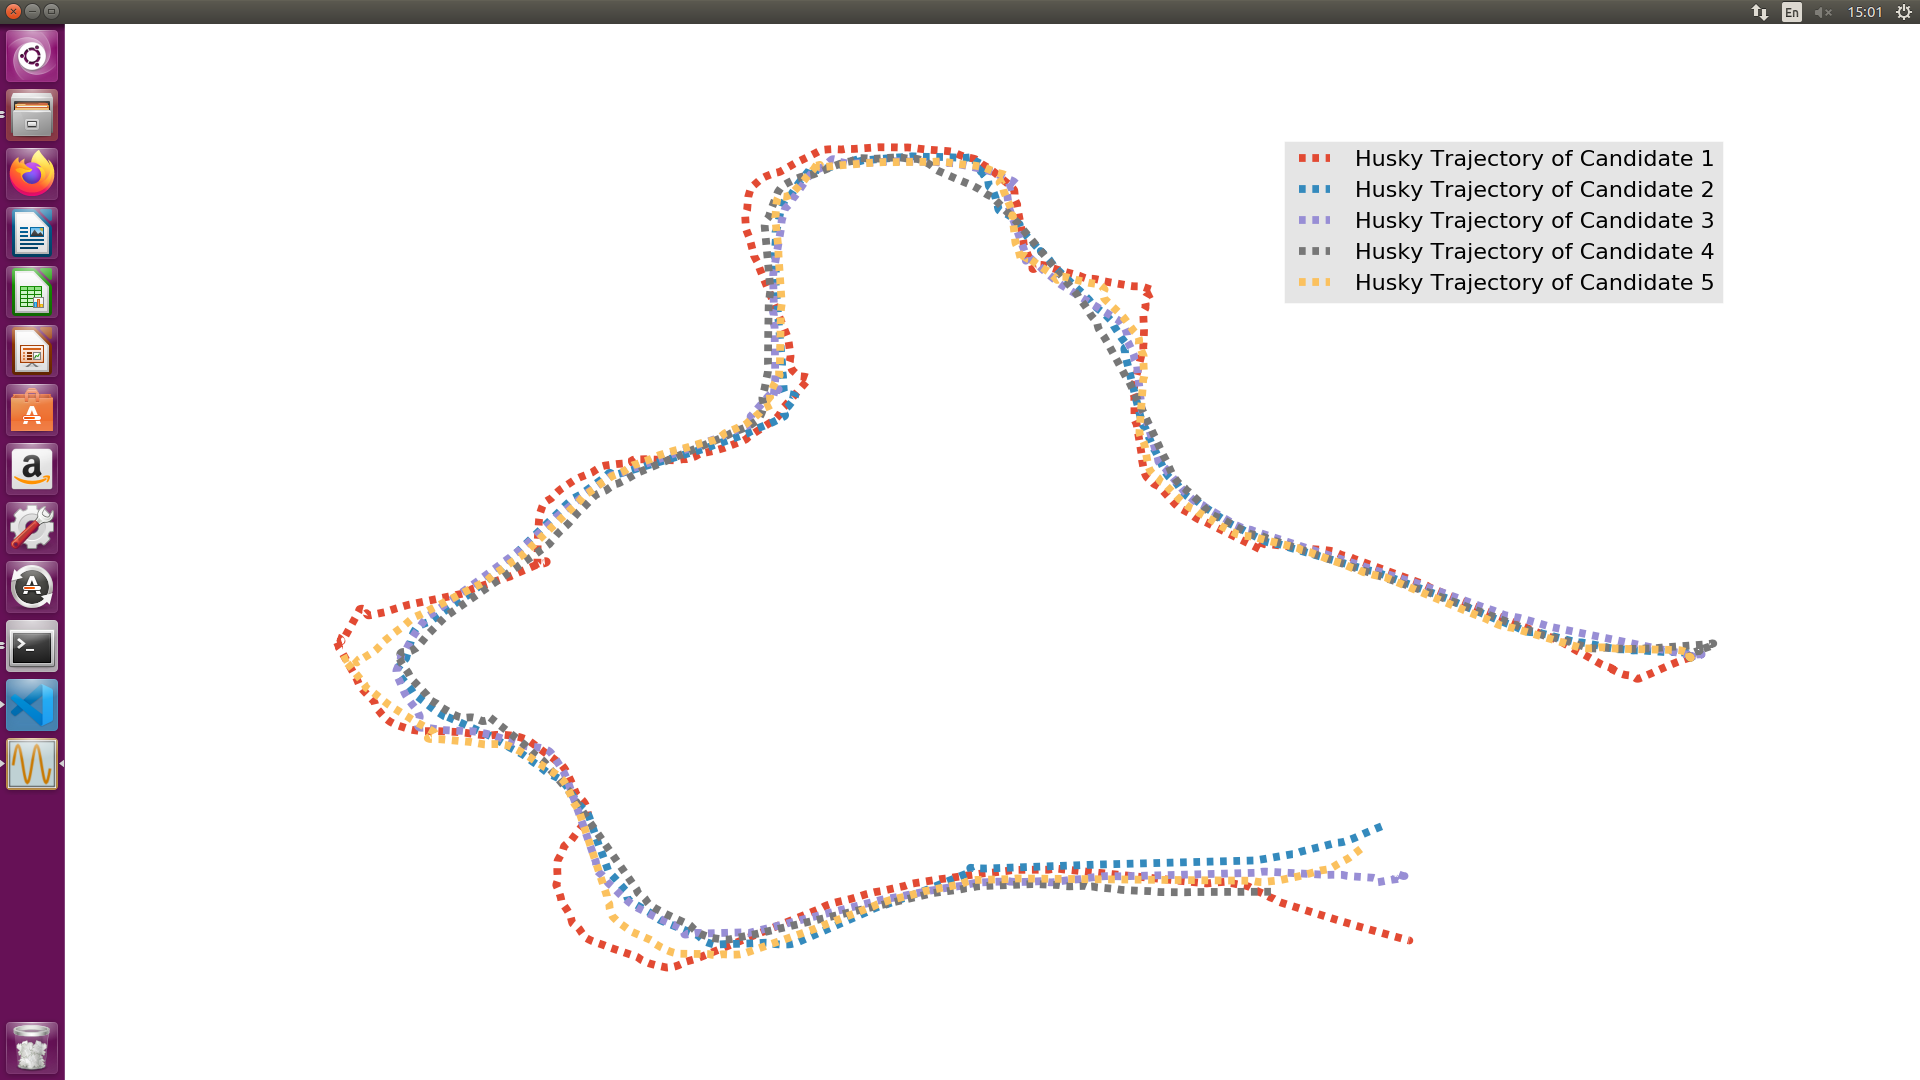 En
15:01
Husky Trajectory of Candidate 1
Husky Trajectory of Candidate 2
Husky Trajectory of Candidate 3
Husky Trajectory of Candidate 4
Husky Trajectory of Candidate 5